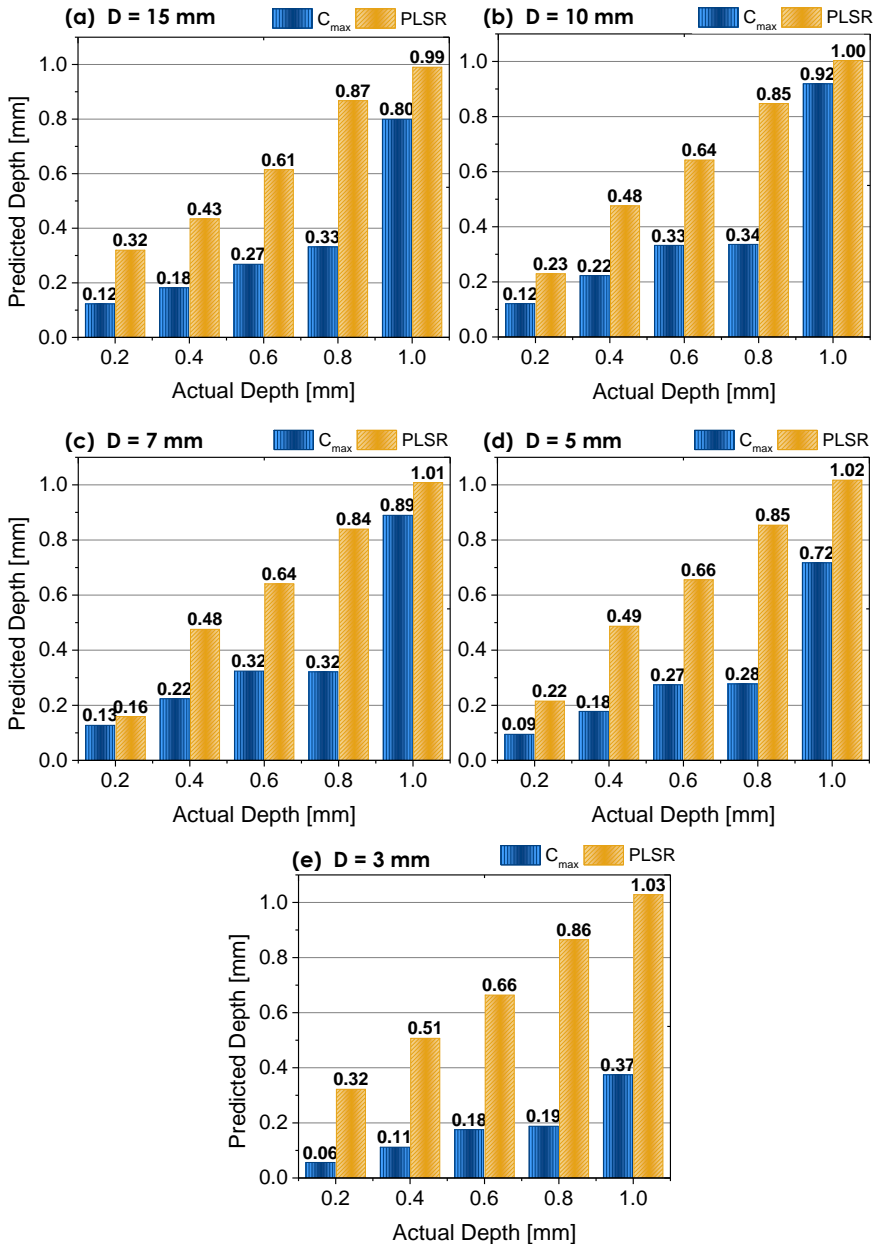 (a) D = 15 mm
Cmax PLSR
Predicted Depth [mm]
1.0
0.8
0.6
0.4
0.2
0.0
0.12 0.32 0.18 0.43 0.27 0.61 0.33 0.87 0.80 0.99
0.2 0.4 0.6 0.8 1.0
Actual Depth [mm]
(b) D = 10 mm
Cmax PLSR
1.0
0.8
0.6
0.4
0.2
0.0
0.12 0.23 0.22 0.48 0.33 0.64 0.34 0.85 0.92 1.00
0.2 0.4 0.6 0.8 1.0
Actual Depth [mm]
(c) D = 7 mm
Cmax PLSR
Predicted Depth [mm]
1.0
0.8
0.6
0.4
0.2
0.0
0.13 0.16 0.22 0.48 0.32 0.64 0.32 0.84 0.89 1.01
0.2 0.4 0.6 0.8 1.0
Actual Depth [mm]
(d) D = 5 mm
Cmax PLSR
1.0
0.8
0.6
0.4
0.2
0.0
0.09 0.22 0.18 0.49 0.27 0.66 0.28 0.85 0.72 1.02
0.2 0.4 0.6 0.8 1.0
Actual Depth [mm]
(e) D = 3 mm
Cmax PLSR
Predicted Depth [mm]
1.0
0.8
0.6
0.4
0.2
0.0
0.06 0.32 0.11 0.51 0.18 0.66 0.19 0.86 0.37 1.03
0.2 0.4 0.6 0.8 1.0
Actual Depth [mm]